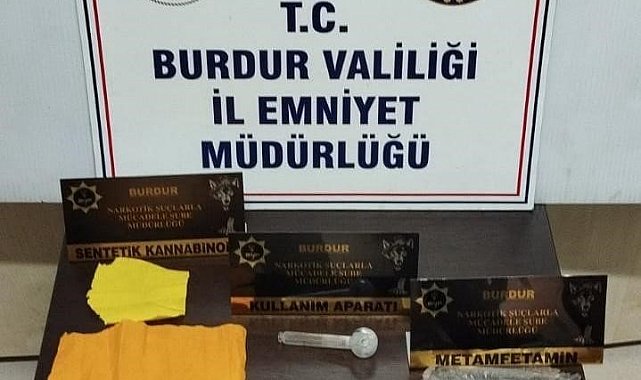 T.C.
BURDUR VALİLİĞİ
İL EMNİYET
MÜDÜRLÜĞÜ
BURDUR
NARKOTİK SUÇLARLA
MÜCADELE ŞUBE
MÜDÜRLÜĞÜ
SENTETİK KANNABİNO
BURDUR
NARKOTİK SUÇLARLA
MÜCADELE ŞUBE
MÜDÜRLÜĞÜ
KULLANIM APARATI
BURDUR
NARKOTİK SUÇLARLA
MÜCADELE ŞUBE
MÜDÜRLÜĞÜ
METAMFETAMİN